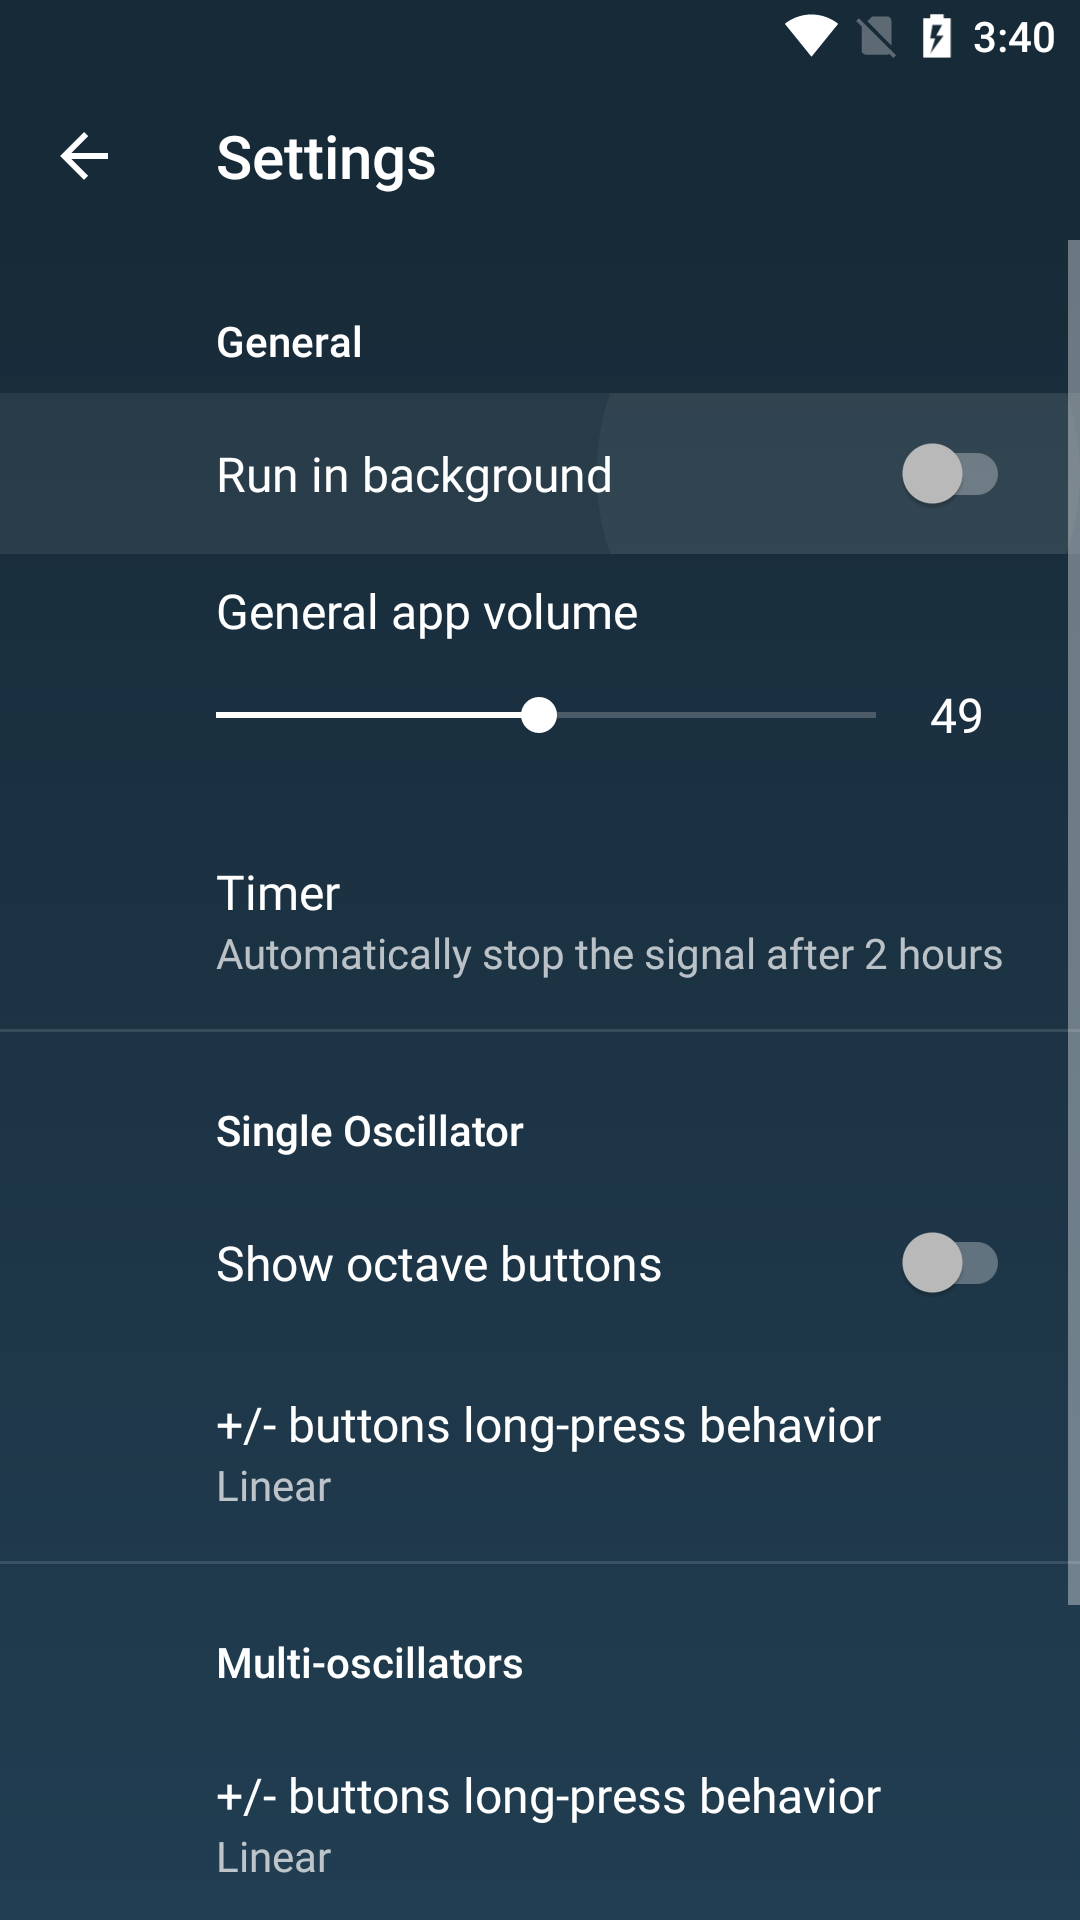 3:40
Settings
General
Run in background
General app volume
49
Timer
Automatically stop the signal after 2 hours
Single Oscillator
Show octave buttons
+/- buttons long-press behavior
Linear
Multi-oscillators
+/- buttons long-press behavior
Linear